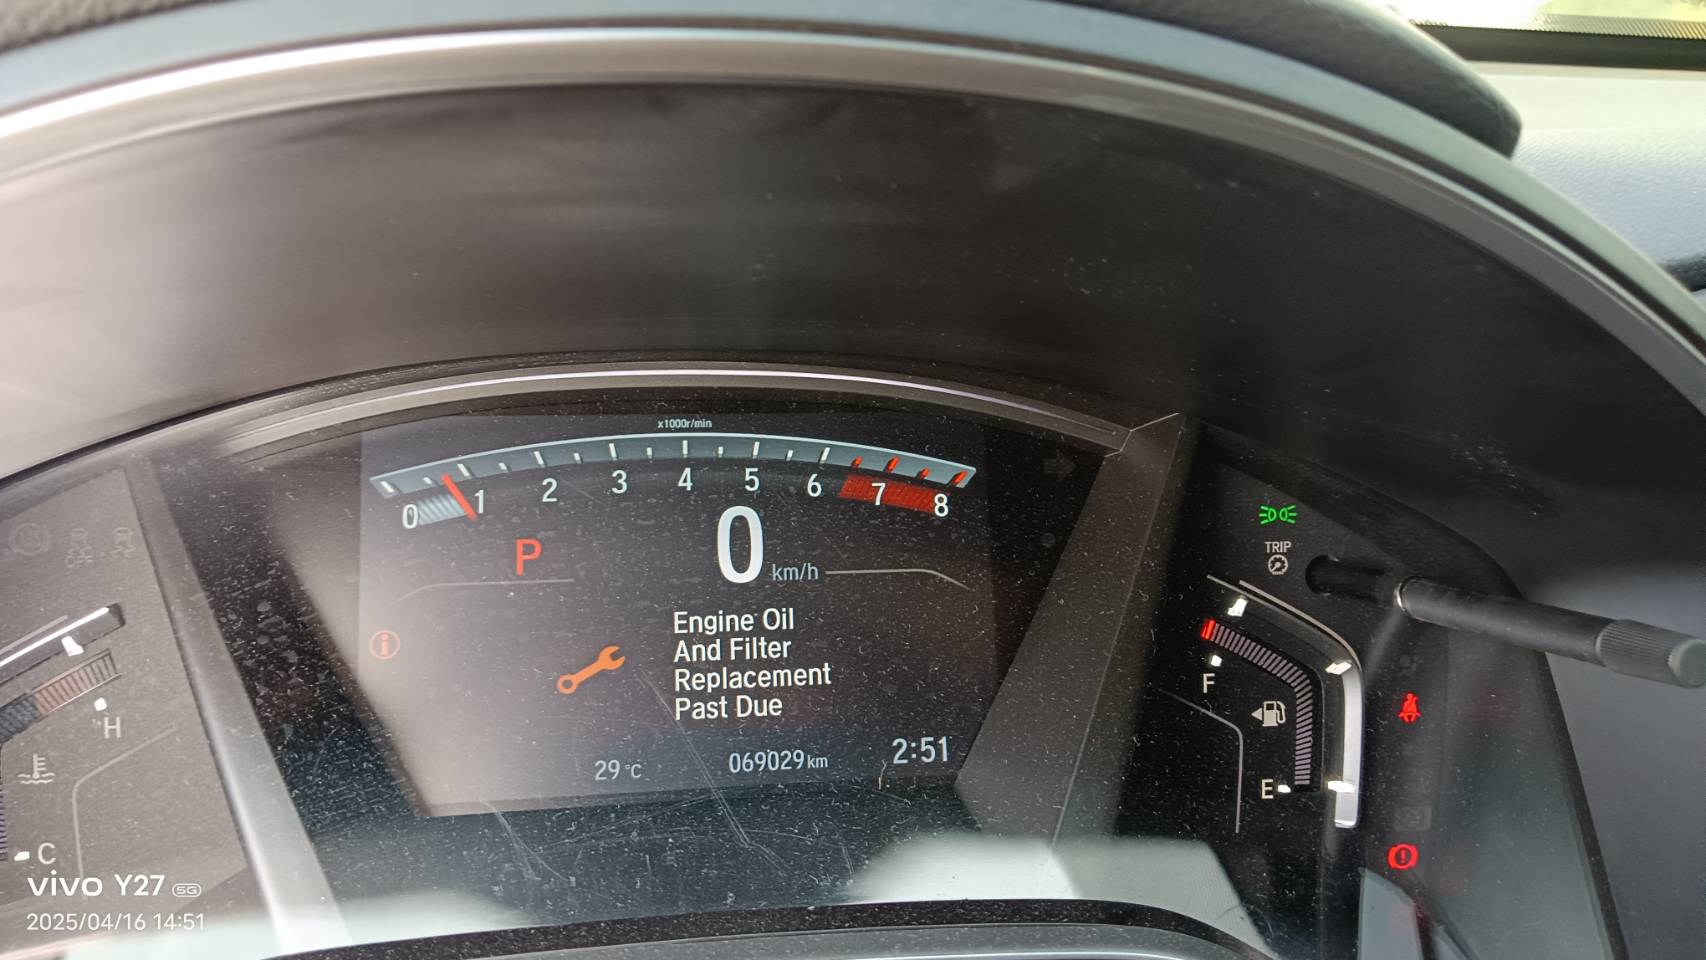 x1000r/min
0 1 2 3 4 5 6 7 8
P
0 km/h
Engine Oil
And Filter
Replacement
Past Due
29°C 069029 km 2:51
H
C
TRIP
F
E
vivo Y27 5G
2025/04/16 14:51